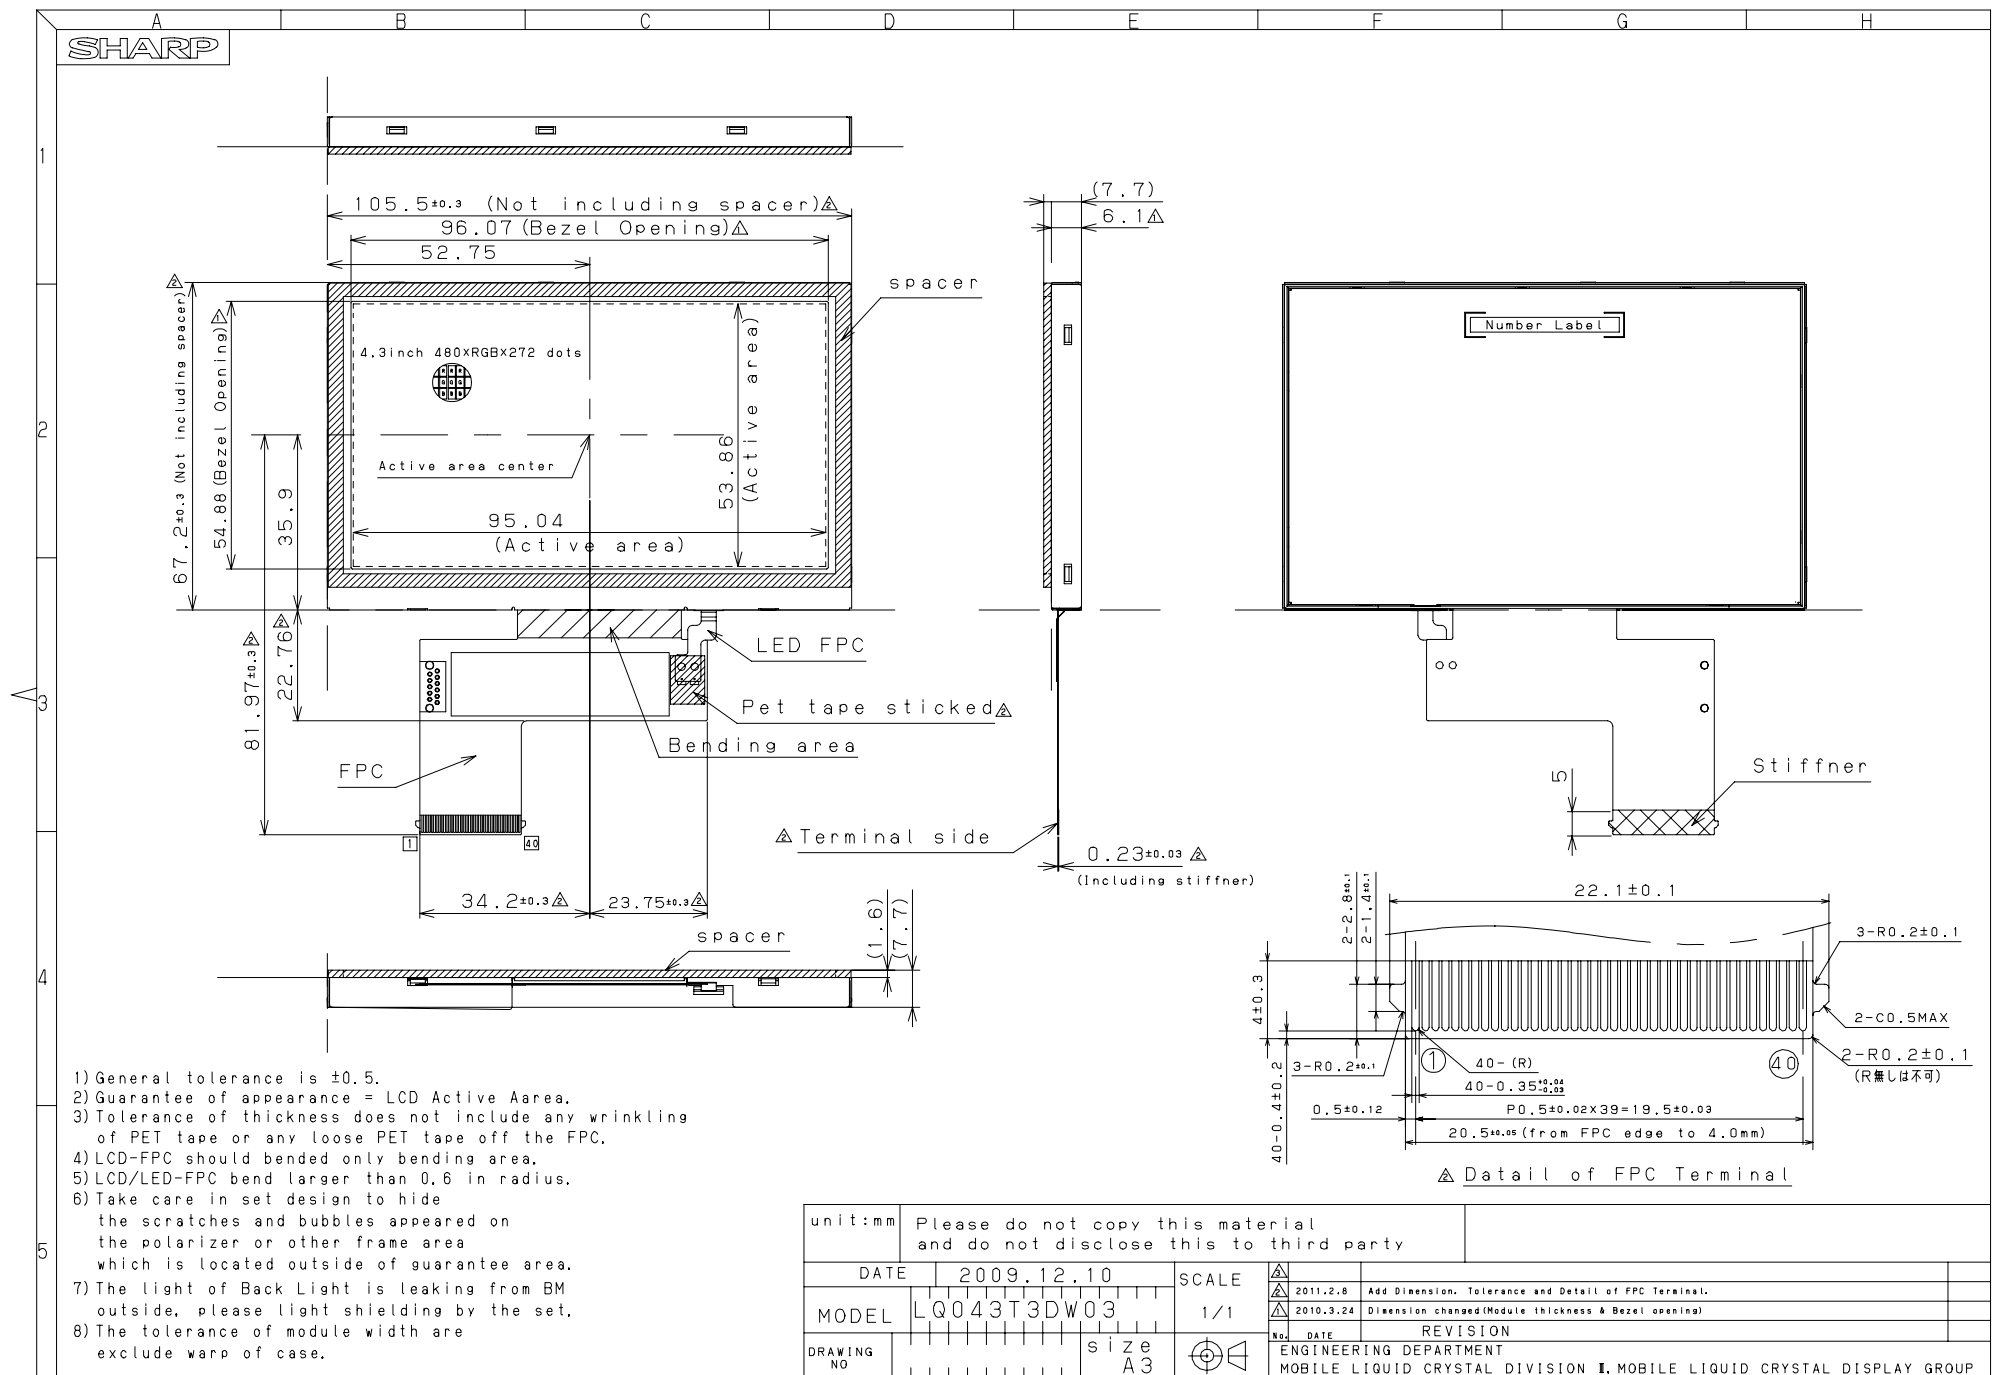 A B C D E F G H
SHARP
1
2
3
4
5
105.5±0.3 (Not including spacer)
96.07 (Bezel Opening)
52.75
67.2±0.3 (Not including spacer)
54.88 (Bezel Opening)
35.9
81.97±0.3
22.76
4.3inch 480×RGB×272 dots
Active area center
53.86
(Active area)
95.04
(Active area)
spacer
LED FPC
Pet tape sticked
Bending area
FPC
1
40
34.2±0.3
23.75±0.3
(7.7)
6.1
Terminal side
0.23±0.03
(Including stiffner)
Number Label
5
Stiffner
spacer
(1.6)
(7.7)
2-2.8±0.1
2-1.4±0.1
22.1±0.1
3-R0.2±0.1
4±0.3
2-C0.5MAX
2-R0.2±0.1
(R無しは不可)
3-R0.2±0.1
1
40-(R)
40
40-0.35+0.04-0.03
40-0.4±0.2
0.5±0.12
P0.5±0.02×39=19.5±0.03
20.5±0.05 (from FPC edge to 4.0mm)
Datail of FPC Terminal
1) General tolerance is ±0.5.
2) Guarantee of appearance = LCD Active Aarea.
3) Tolerance of thickness does not include any wrinkling
of PET tape or any loose PET tape off the FPC.
4) LCD-FPC should bended only bending area.
5) LCD/LED-FPC bend larger than 0.6 in radius.
6) Take care in set design to hide
the scratches and bubbles appeared on
the polarizer or other frame area
which is located outside of guarantee area.
7) The light of Back Light is leaking from BM
outside, please light shielding by the set.
8) The tolerance of module width are
exclude warp of case.
unit:mm
Please do not copy this material
and do not disclose this to third party
DATE 2009.12.10
SCALE
1/1
MODEL LQ043T3DW03
DRAWING
NO
size
A3
3
2 2011.2.8 Add Dimension. Tolerance and Detail of FPC Terminal.
1 2010.3.24 Dimension changed(Module thickness & Bezel opening)
No. DATE REVISION
ENGINEERING DEPARTMENT
MOBILE LIQUID CRYSTAL DIVISION Ⅱ, MOBILE LIQUID CRYSTAL DISPLAY GROUP